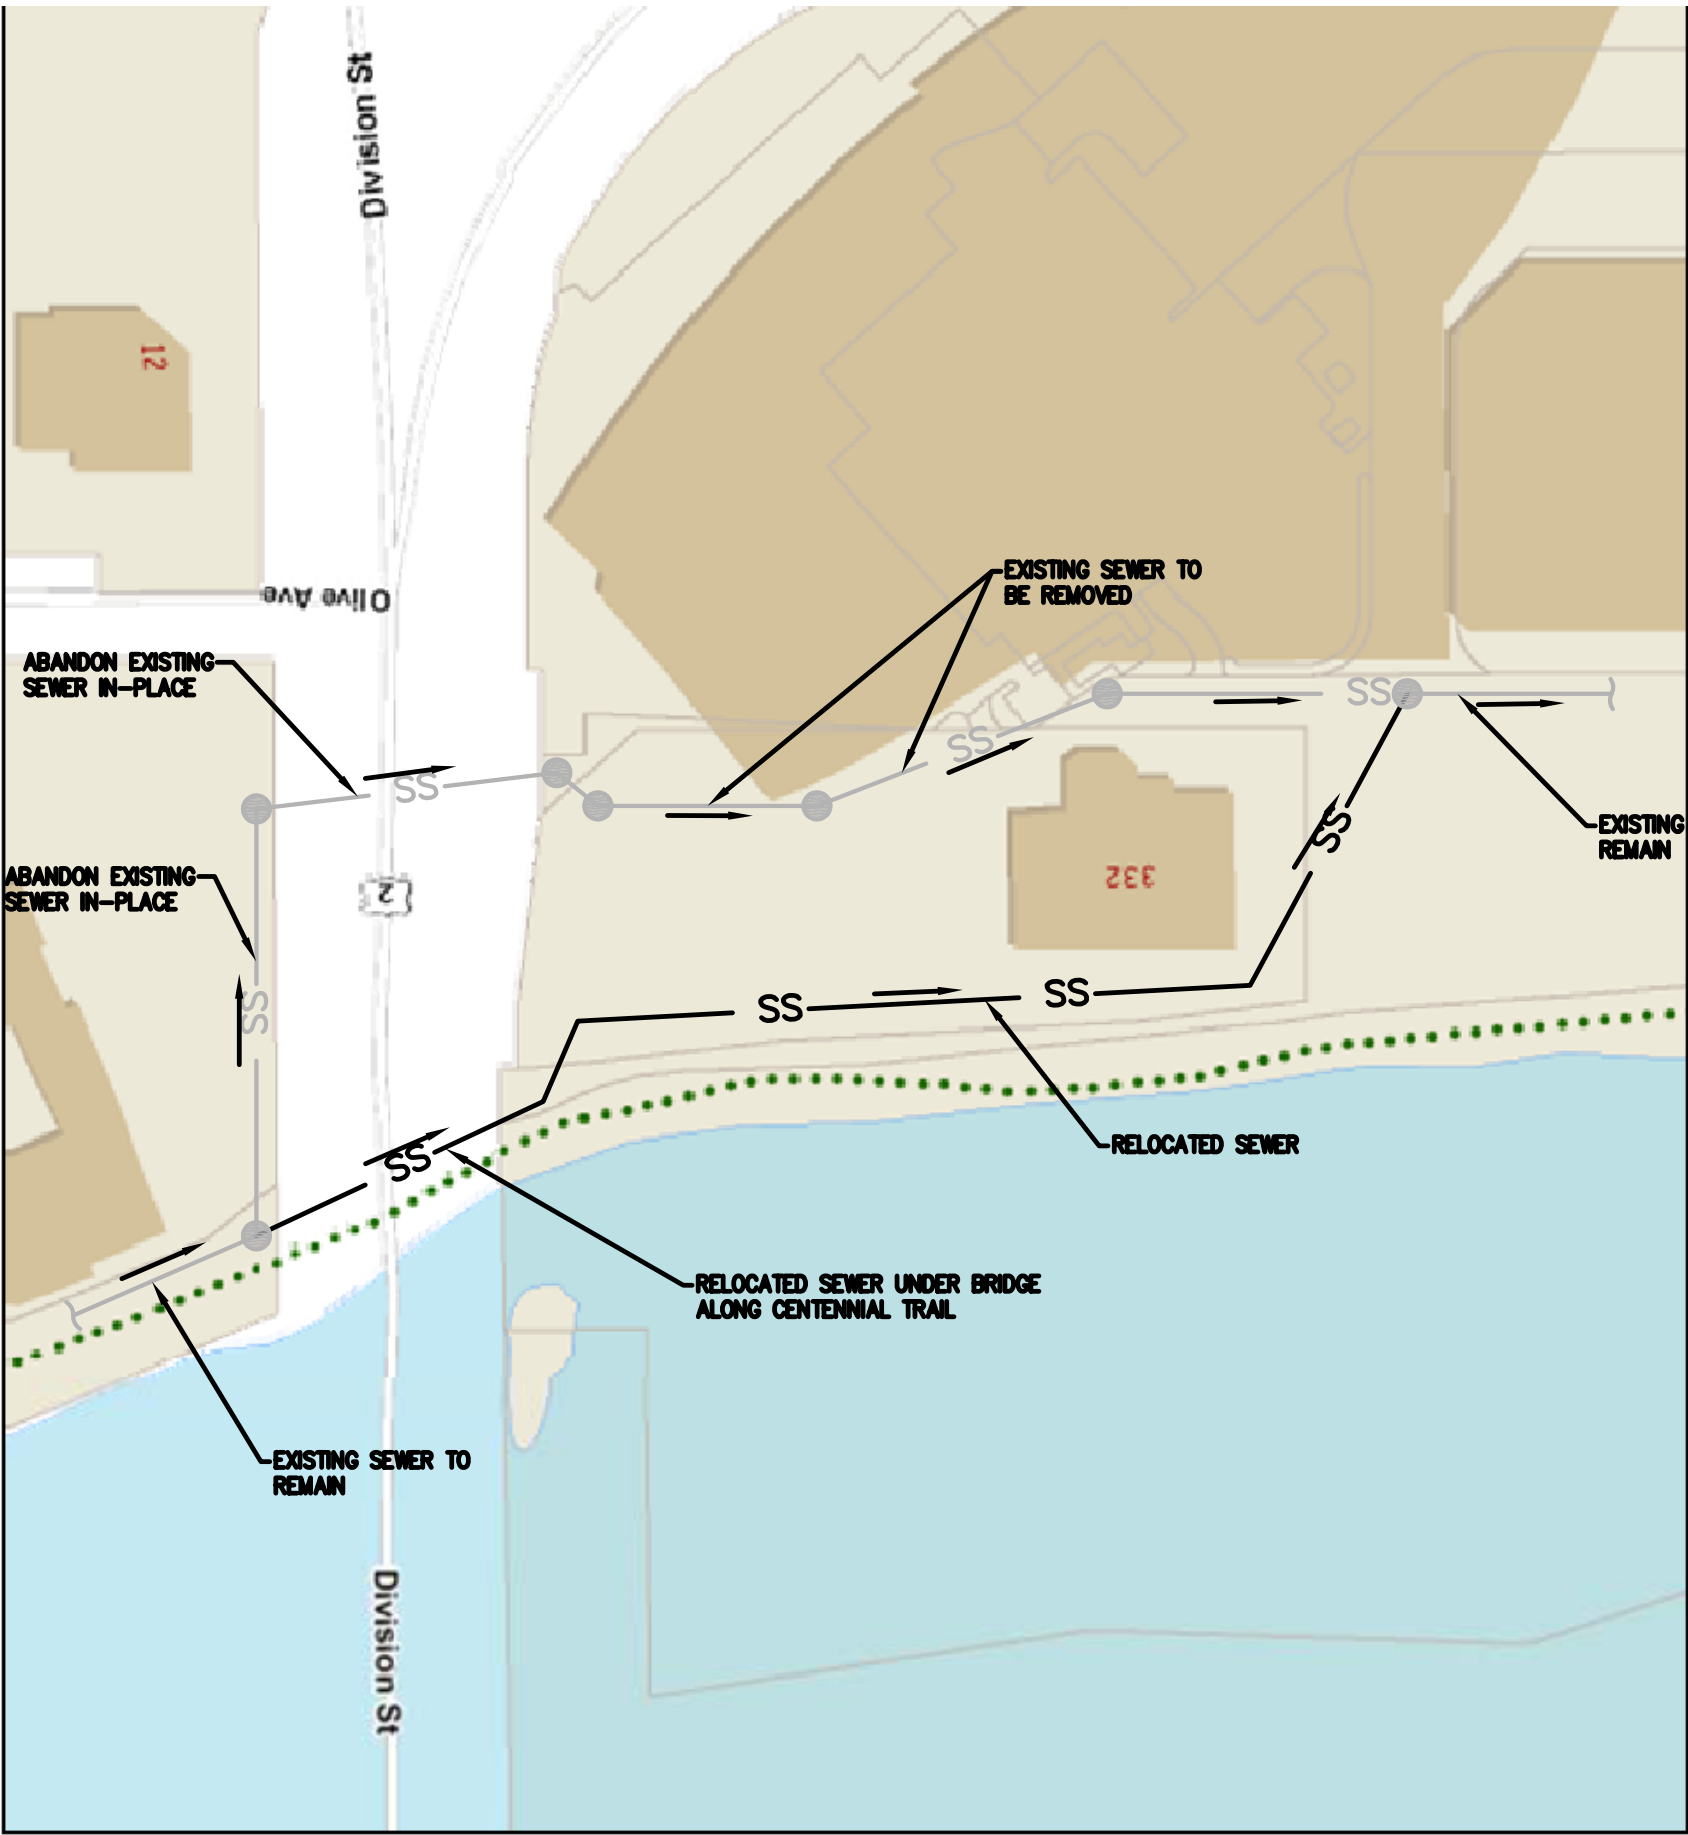 Division St
12
EXISTING SEWER TO
BE REMOVED
Olive Ave
ABANDON EXISTING
SEWER IN-PLACE
SS
SS
SS
EXISTING
REMAIN
SS
332
ABANDON EXISTING
SEWER IN-PLACE
2
SS
SS
SS
RELOCATED SEWER
SS
RELOCATED SEWER UNDER BRIDGE
ALONG CENTENNIAL TRAIL
EXISTING SEWER TO
REMAIN
Division St